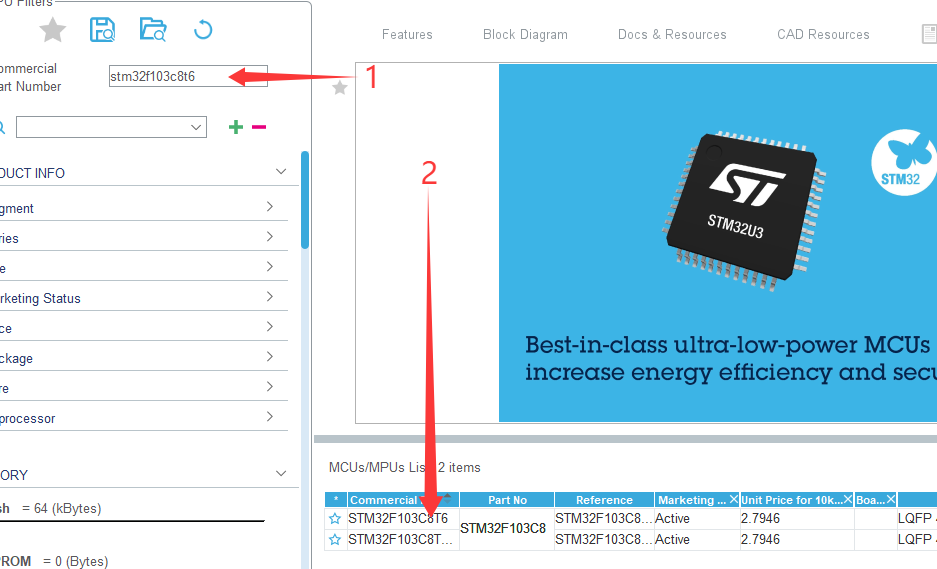 PU Filters
Features
Block Diagram
Docs & Resources
CAD Resources
ommercial
art Number
stm32f103c8t6
1
2
DUCT INFO
gment
ries
e
rketing Status
ce
ckage
re
processor
ORY
sh = 64 (kBytes)
PROM = 0 (Bytes)
STM32
STM32U3
Best-in-class ultra-low-power MCUs
increase energy efficiency and secu
MCUs/MPUs List: 2 items
* Commercial Part No Reference Marketing ... Unit Price for 10k... Boa...
STM32F103C8T6 STM32F103C8 STM32F103C8... Active 2.7946 LQFP
STM32F103C8T... STM32F103C8... Active 2.7946 LQFP